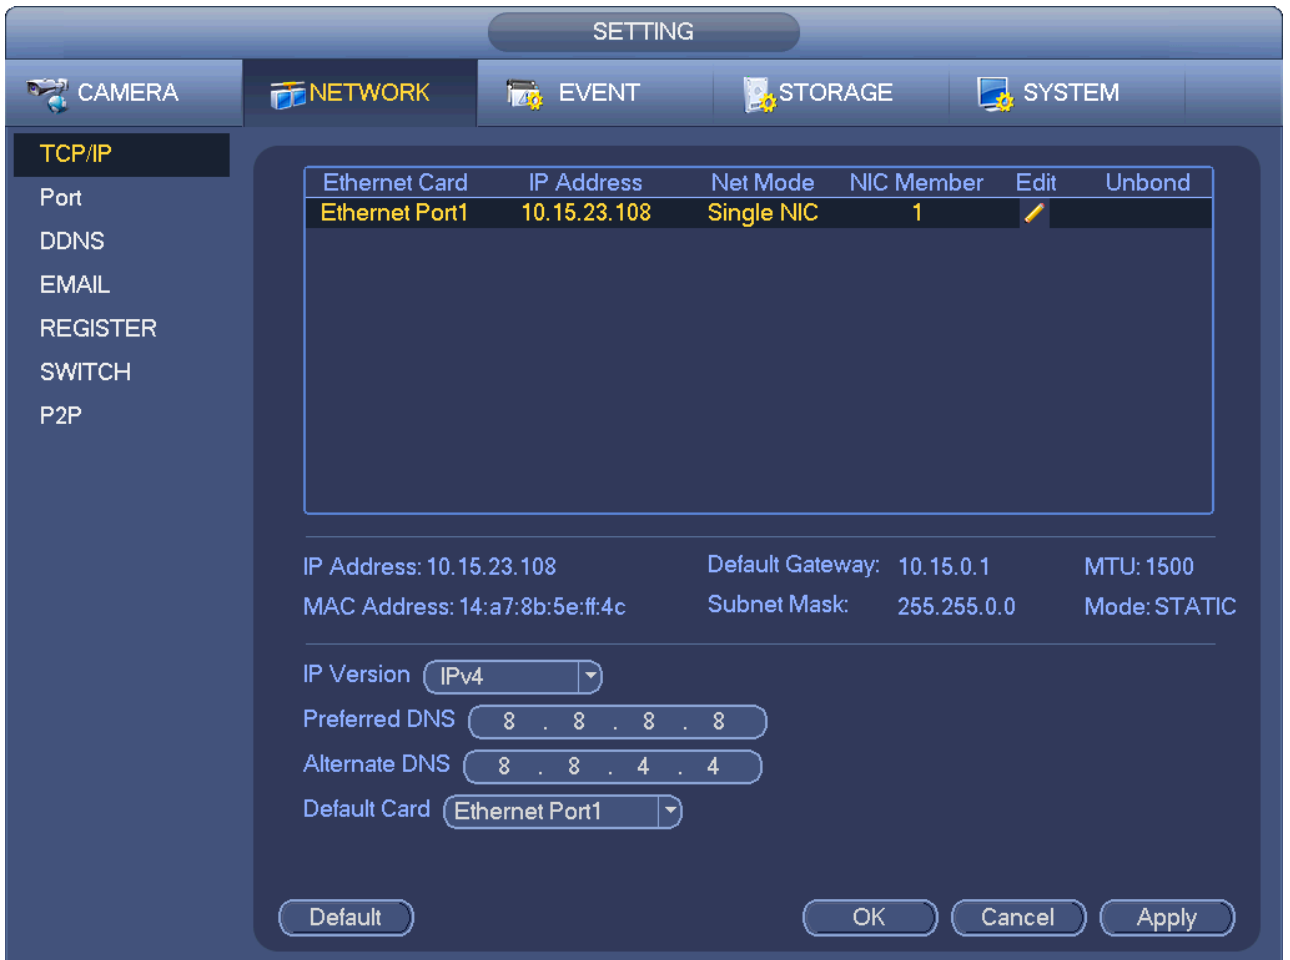 SETTING
CAMERA NETWORK EVENT STORAGE SYSTEM
TCP/IP
Port
DDNS
EMAIL
REGISTER
SWITCH
P2P
Ethernet Card IP Address Net Mode NIC Member Edit Unbond
Ethernet Port1 10.15.23.108 Single NIC 1
IP Address: 10.15.23.108 Default Gateway: 10.15.0.1 MTU: 1500
MAC Address: 14:a7:8b:5e:ff:4c Subnet Mask: 255.255.0.0 Mode: STATIC
IP Version IPv4
Preferred DNS 8 . 8 . 8 . 8
Alternate DNS 8 . 8 . 4 . 4
Default Card Ethernet Port1
Default OK Cancel Apply